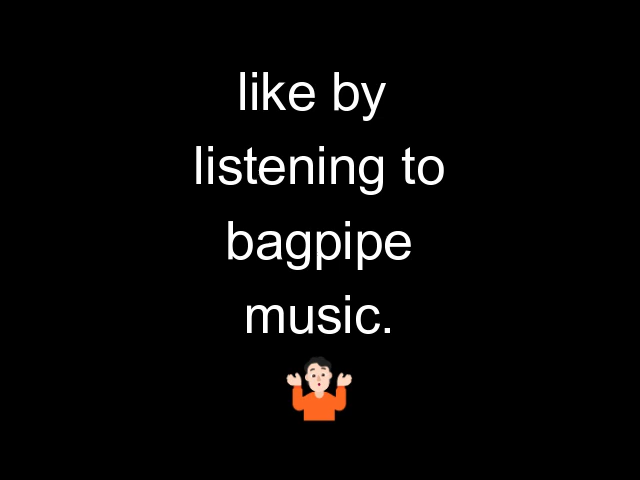 like by
listening to
bagpipe
music.
🤷🏻